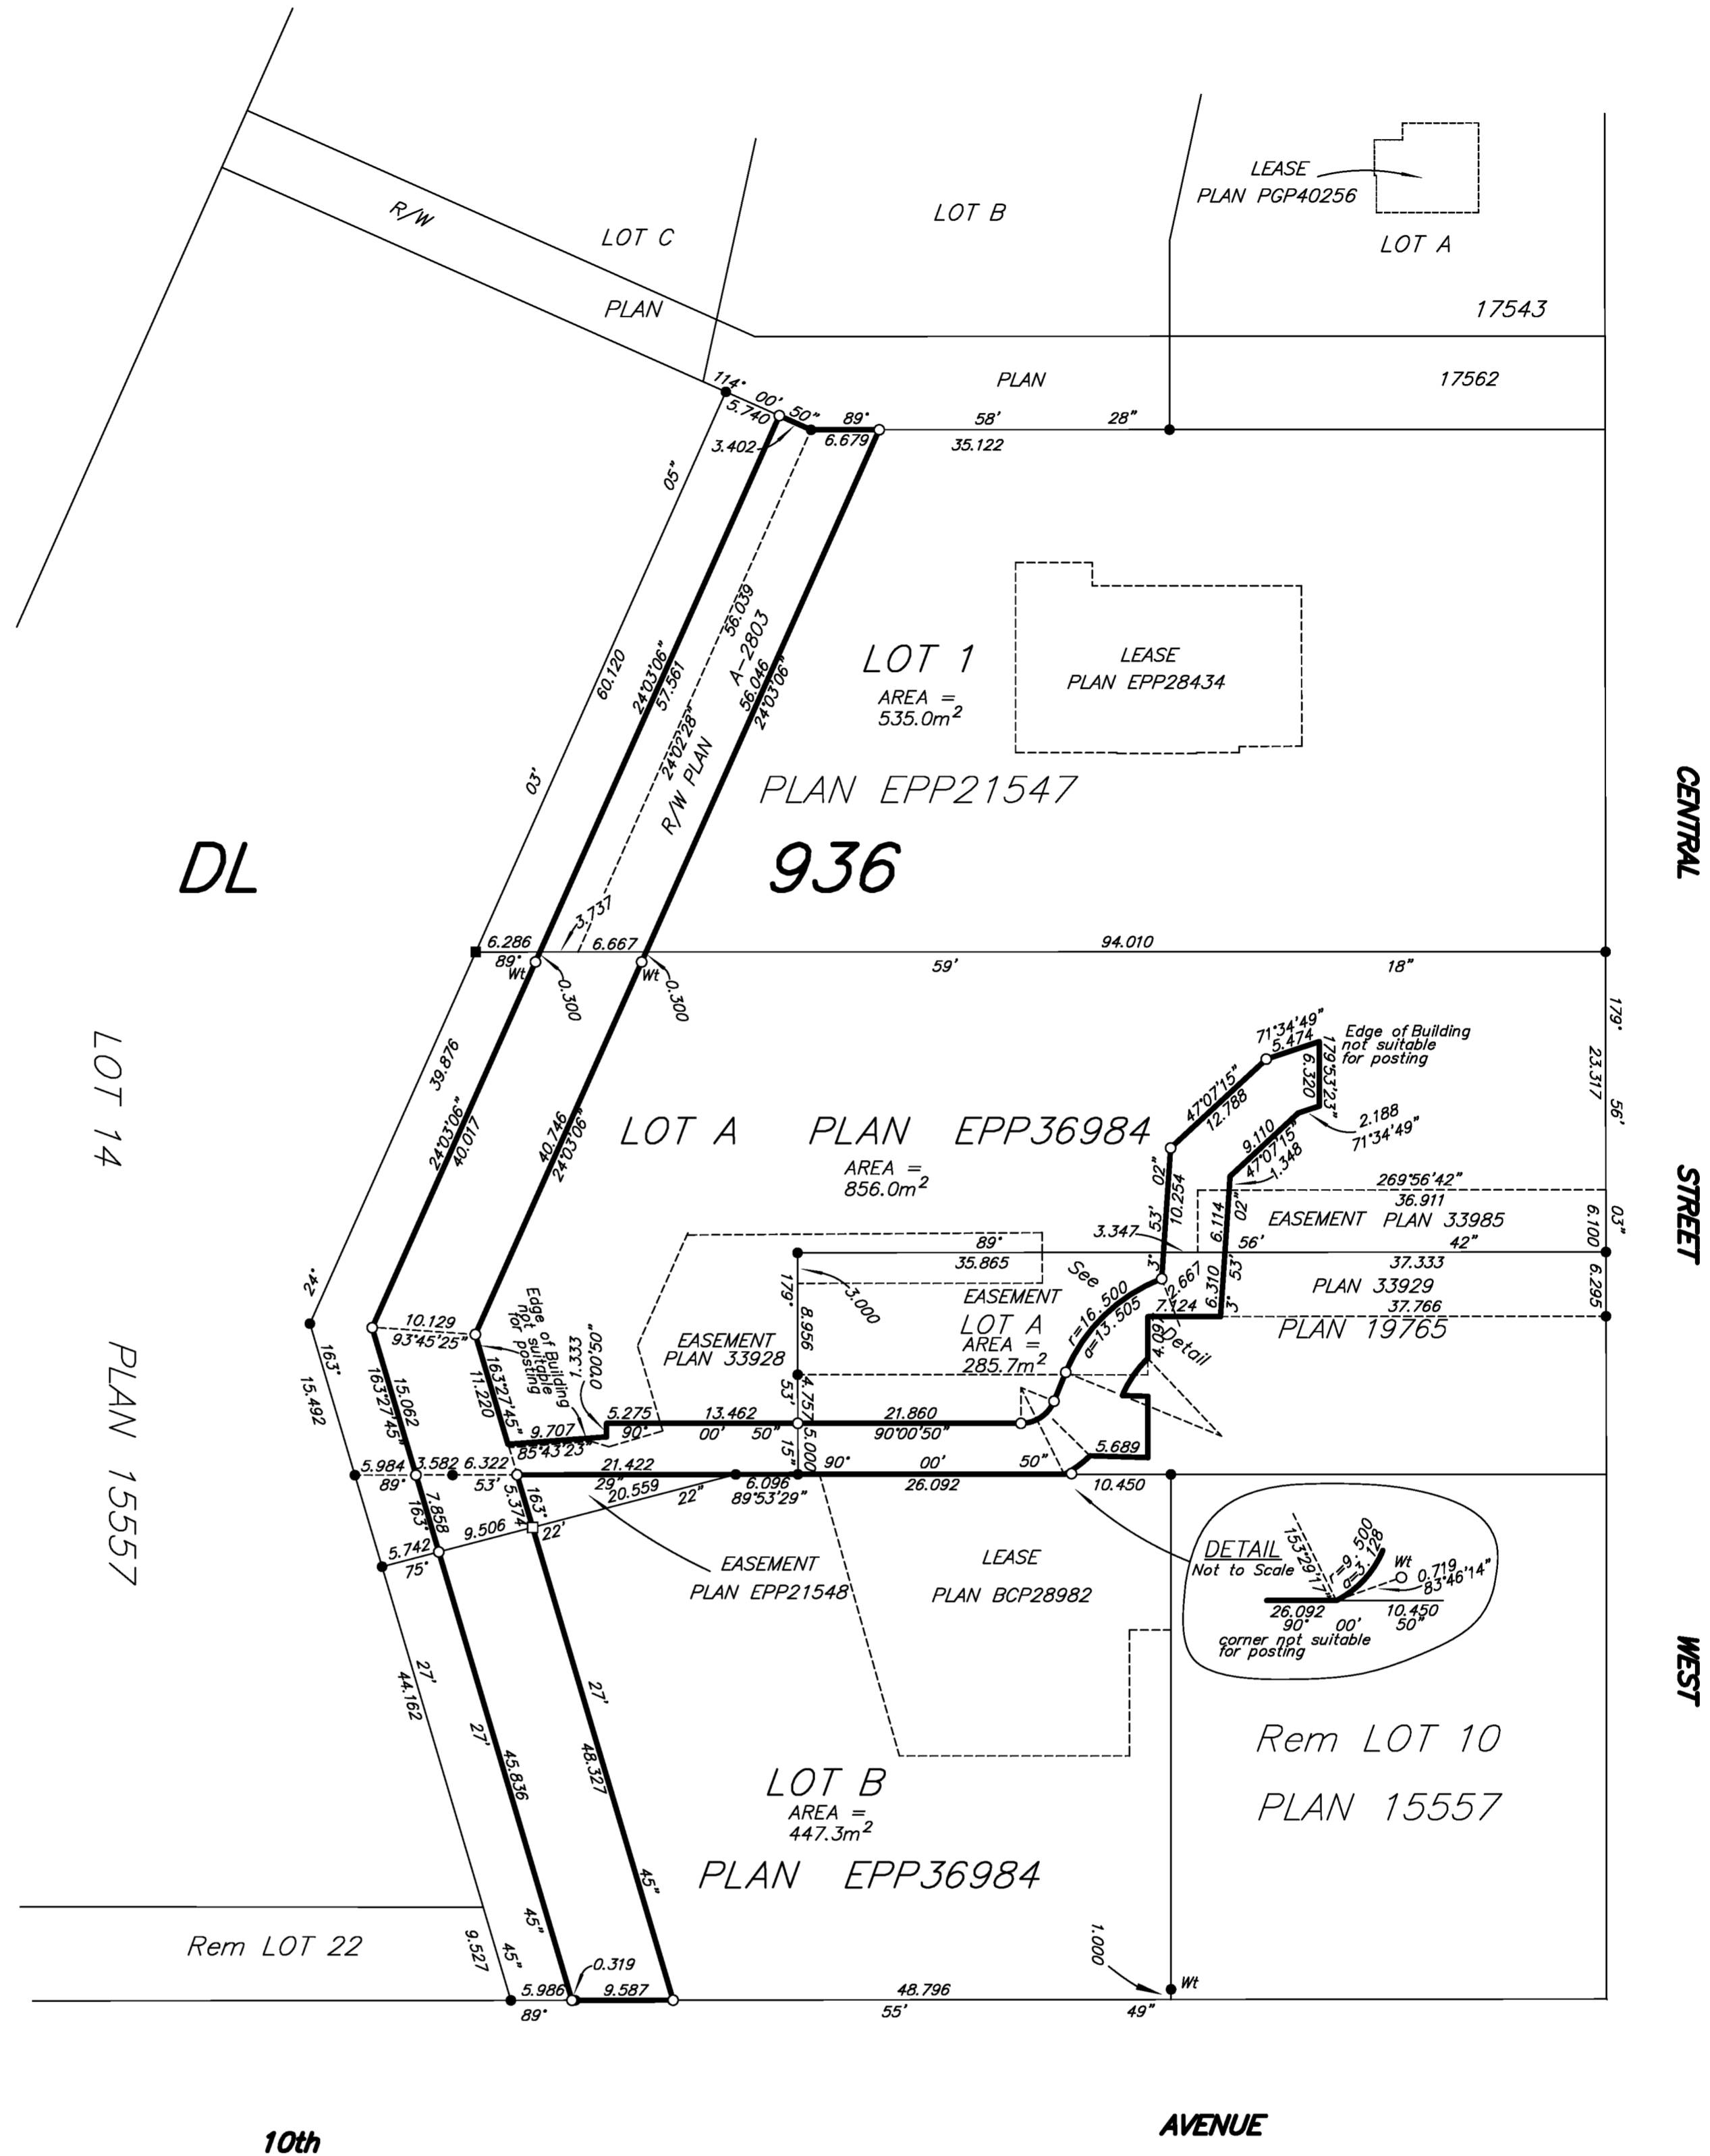 LEASE
PLAN PGP40256
LOT A
LOT B
LOT C
R/W
PLAN
17543
PLAN
17562
114°
00'
50"
5.740
3.402
89°
58'
28"
6.679
35.122
05"
03'
60.120
24°03'06"
57.561
56.039
A-2803
56.046
24°03'06"
24°02'28"
R/W PLAN
LOT 1
AREA =
535.0m²
LEASE
PLAN EPP28434
PLAN EPP21547
DL
936
CENTRAL
STREET
WEST
6.286
3.737
6.667
94.010
89°
59'
18"
Wt
0.300
Wt
0.300
179°
23.317
56'
03"
6.100
6.295
LOT 14
PLAN 15557
39.876
24°
24°03'06"
40.017
40.746
24°03'06"
LOT A PLAN EPP36984
AREA =
856.0m²
71°34'49"
5.474
Edge of Building
not suitable
for posting
179°53'23"
6.320
47°07'15"
12.788
2.188
71°34'49"
9.110
47°07'15"
1.348
02"
10.254
53'
3°
269°56'42"
36.911
EASEMENT PLAN 33985
6.114
02"
3.347
89°
35.865
56'
42"
37.333
PLAN 33929
6.310
53'
3°
37.766
PLAN 19765
2.667
7.124
See
Detail
r=16.500
a=13.505
EASEMENT
LOT A
AREA =
285.7m²
179°
8.956
3.000
53'
4.757
15"
5.000
EASEMENT
PLAN 33928
10.129
93°45'25"
Edge of Building
not suitable
for posting
1.333
0°00'50"
163°
15.492
15.062
163°27'45"
11.220
163°27'45"
9.707
85°43'23"
5.275
13.462
90°
00'
50"
21.860
90°00'50"
5.689
5.984
3.582
6.322
89°
53'
29"
21.422
6.096
89°53'29"
90°
00'
50"
26.092
10.450
7.858
163°
5.374
163°
20.559
22"
22'
9.506
5.742
75°
EASEMENT
PLAN EPP21548
LEASE
PLAN BCP28982
DETAIL
Not to Scale
153°29'17"
r=9.500
a=3.128
Wt
0.719
83°46'14"
26.092
10.450
90°
00'
50"
corner not suitable
for posting
27'
44.162
27'
45.836
27'
48.327
Rem LOT 10
PLAN 15557
LOT B
AREA =
447.3m²
PLAN EPP36984
45"
45"
45"
Rem LOT 22
9.527
0.319
5.986
9.587
48.796
89°
55'
49"
1.000
Wt
10th
AVENUE